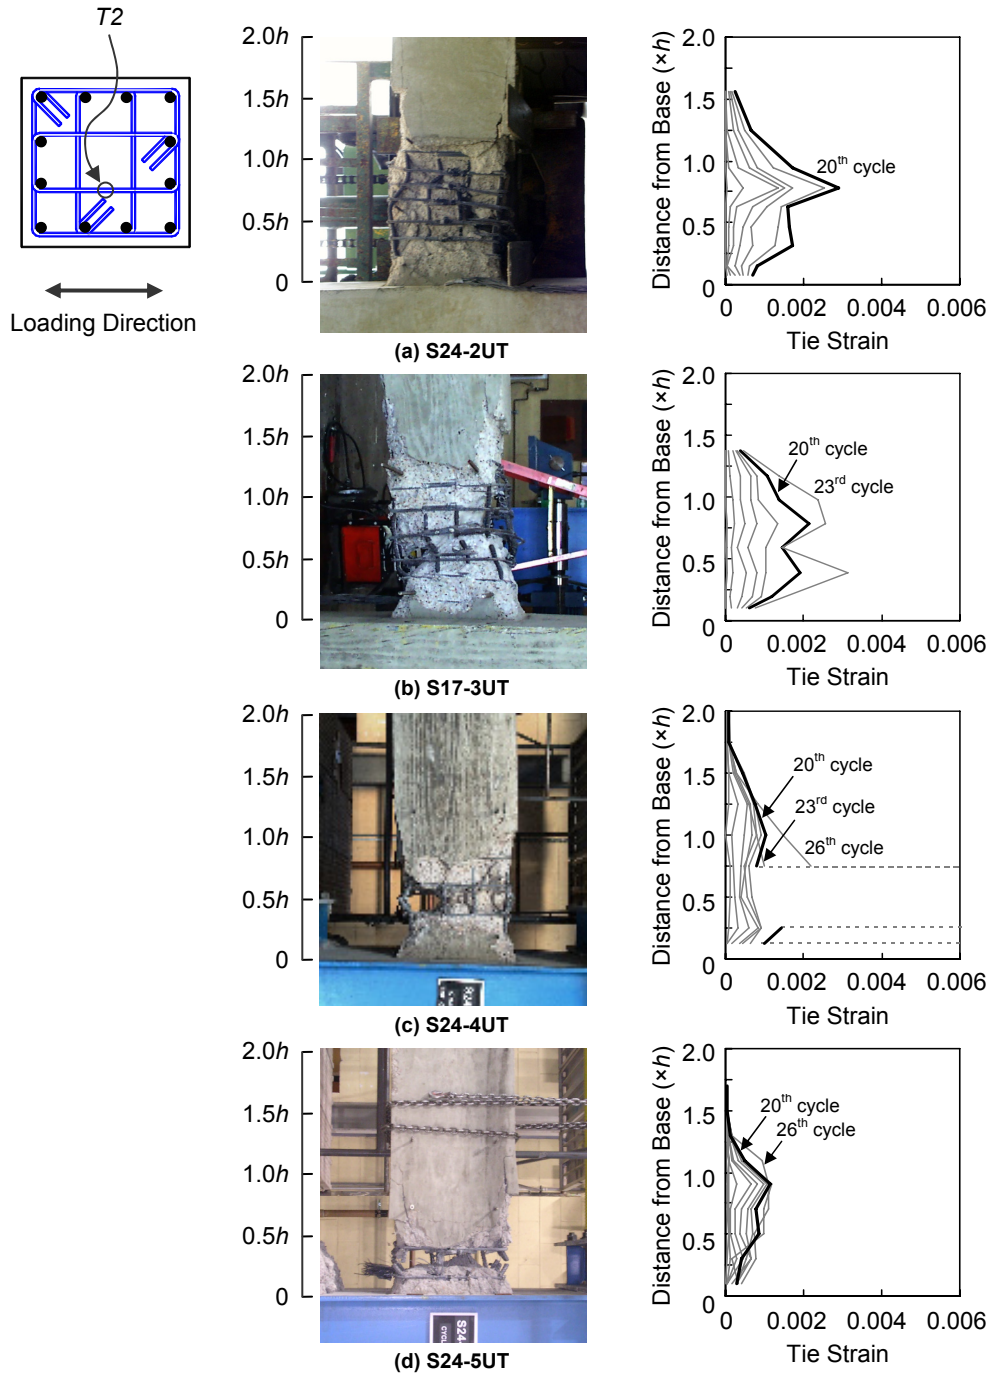 T2
Loading Direction
2.0h
1.5h
1.0h
0.5h
0
(a) S24-2UT
Distance from Base (×h)
2.0
1.5
1.0
0.5
0
20th cycle
0 0.002 0.004 0.006
Tie Strain
2.0h
1.5h
1.0h
0.5h
0
(b) S17-3UT
Distance from Base (×h)
2.0
1.5
1.0
0.5
0
20th cycle
23rd cycle
0 0.002 0.004 0.006
Tie Strain
2.0h
1.5h
1.0h
0.5h
0
(c) S24-4UT
Distance from Base (×h)
2.0
1.5
1.0
0.5
0
20th cycle
23rd cycle
26th cycle
0 0.002 0.004 0.006
Tie Strain
2.0h
1.5h
1.0h
0.5h
0
S24-
CYCL
(d) S24-5UT
Distance from Base (×h)
2.0
1.5
1.0
0.5
0
20th cycle
26th cycle
0 0.002 0.004 0.006
Tie Strain